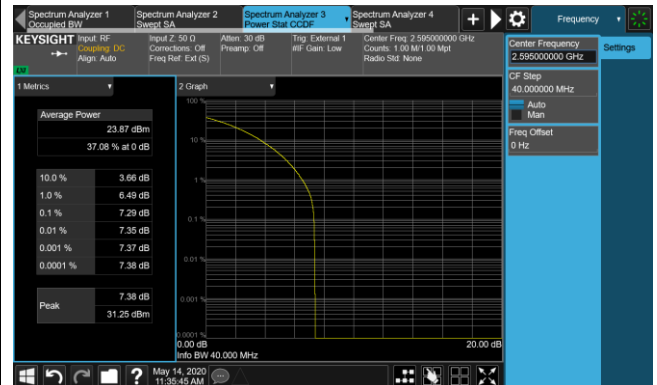 Spectrum Analyzer 1
Occupied BW
Spectrum Analyzer 2
Swept SA
Spectrum Analyzer 3
Power Stat CCDF
Spectrum Analyzer 4
Swept SA
Frequency
KEYSIGHT
Input: RF
Coupling: DC
Align: Auto
Input Z: 50 Ω
Corrections: Off
Freq Ref: Ext (S)
Atten: 30 dB
Preamp: Off
Trig: External 1
#IF Gain: Low
Center Freq: 2.595000000 GHz
Counts: 1.00 M/1.00 Mpt
Radio Std: None
LXI
Center Frequency
2.595000000 GHz
Settings
CF Step
40.000000 MHz
Auto
Man
Freq Offset
0 Hz
1 Metrics
Average Power
23.87 dBm
37.08 % at 0 dB
10.0 % 3.66 dB
1.0 % 6.49 dB
0.1 % 7.29 dB
0.01 % 7.35 dB
0.001 % 7.37 dB
0.0001 % 7.38 dB
Peak
7.38 dB
31.25 dBm
2 Graph
100 %
10 %
1 %
0.1 %
0.01 %
0.001 %
0.0001 %
0.00 dB
20.00 dB
Info BW 40.000 MHz
May 14, 2020
11:35:45 AM